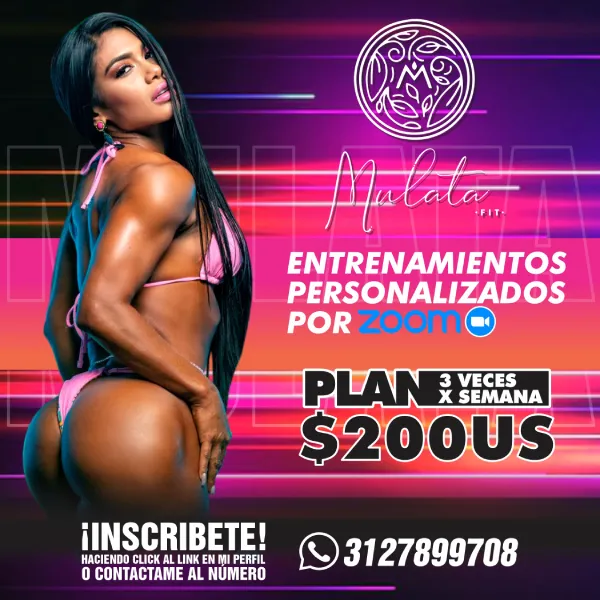 M
Mulata
·FIT·
MULATA
ENTRENAMIENTOS
PERSONALIZADOS
POR zoom
PLAN 3 VECES
X SEMANA
$200US
¡INSCRIBETE!
HACIENDO CLICK AL LINK EN MI PERFIL
O CONTACTAME AL NÚMERO
3127899708